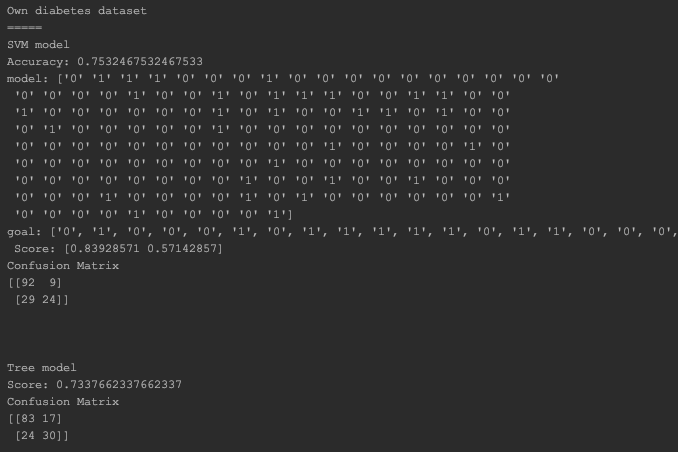 Own diabetes dataset
=====
SVM model
Accuracy: 0.7532467532467533
model: ['0' '1' '1' '1' '0' '0' '0' '1' '0' '0' '0' '0' '0' '0' '0' '0' '0' '0'
'0' '0' '0' '0' '1' '0' '0' '1' '0' '1' '1' '1' '0' '0' '1' '1' '0' '0'
'1' '0' '0' '0' '0' '0' '0' '1' '0' '1' '0' '0' '1' '1' '0' '1' '0' '0'
'0' '1' '0' '0' '0' '0' '0' '1' '0' '0' '0' '0' '0' '0' '0' '0' '0' '0'
'0' '0' '0' '0' '0' '0' '0' '0' '0' '0' '0' '1' '0' '0' '0' '0' '1' '0'
'0' '0' '0' '0' '0' '0' '0' '0' '0' '1' '0' '0' '0' '0' '0' '0' '0' '0'
'0' '0' '0' '0' '0' '0' '0' '0' '1' '0' '0' '1' '0' '0' '1' '0' '0' '0'
'0' '0' '0' '1' '0' '0' '0' '0' '1' '0' '1' '0' '0' '0' '0' '0' '0' '1'
'0' '0' '0' '0' '1' '0' '0' '0' '0' '1']
goal: ['0', '1', '0', '0', '0', '1', '0', '1', '1', '1', '1', '1', '1', '0', '1', '1', '0', '0', '0',
Score: [0.83928571 0.57142857]
Confusion Matrix
[[92 9]
[29 24]]
Tree model
Score: 0.7337662337662337
Confusion Matrix
[[83 17]
[24 30]]